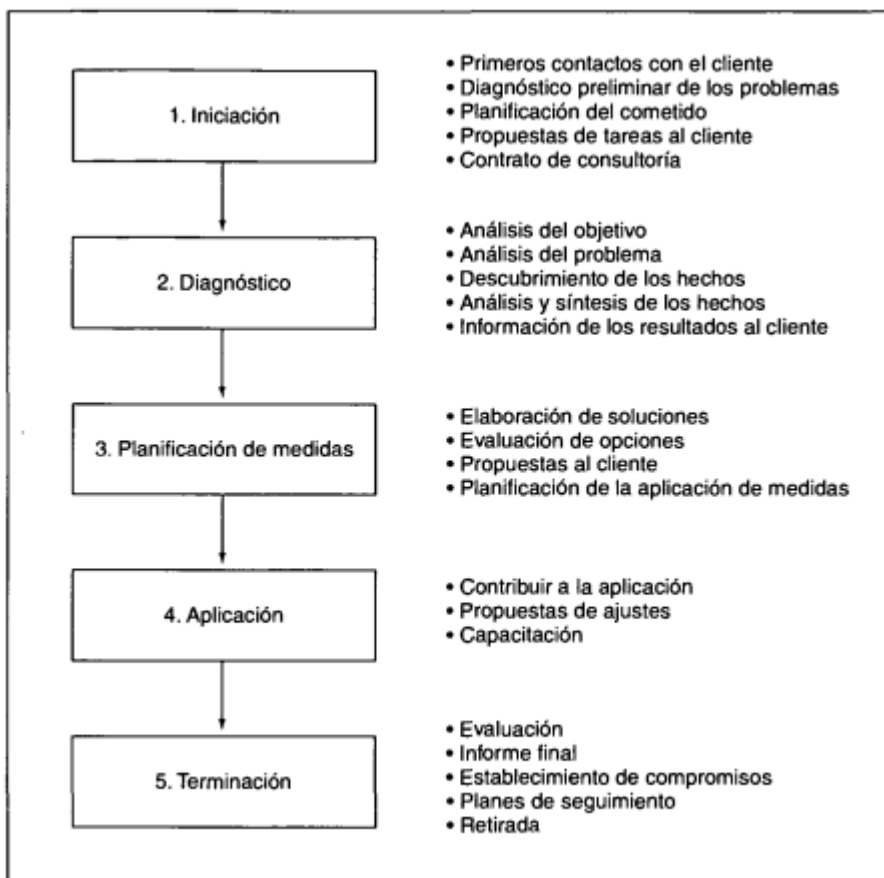 1. Iniciación
• Primeros contactos con el cliente
• Diagnóstico preliminar de los problemas
• Planificación del cometido
• Propuestas de tareas al cliente
• Contrato de consultoría
2. Diagnóstico
• Análisis del objetivo
• Análisis del problema
• Descubrimiento de los hechos
• Análisis y síntesis de los hechos
• Información de los resultados al cliente
3. Planificación de medidas
• Elaboración de soluciones
• Evaluación de opciones
• Propuestas al cliente
• Planificación de la aplicación de medidas
4. Aplicación
• Contribuir a la aplicación
• Propuestas de ajustes
• Capacitación
5. Terminación
• Evaluación
• Informe final
• Establecimiento de compromisos
• Planes de seguimiento
• Retirada